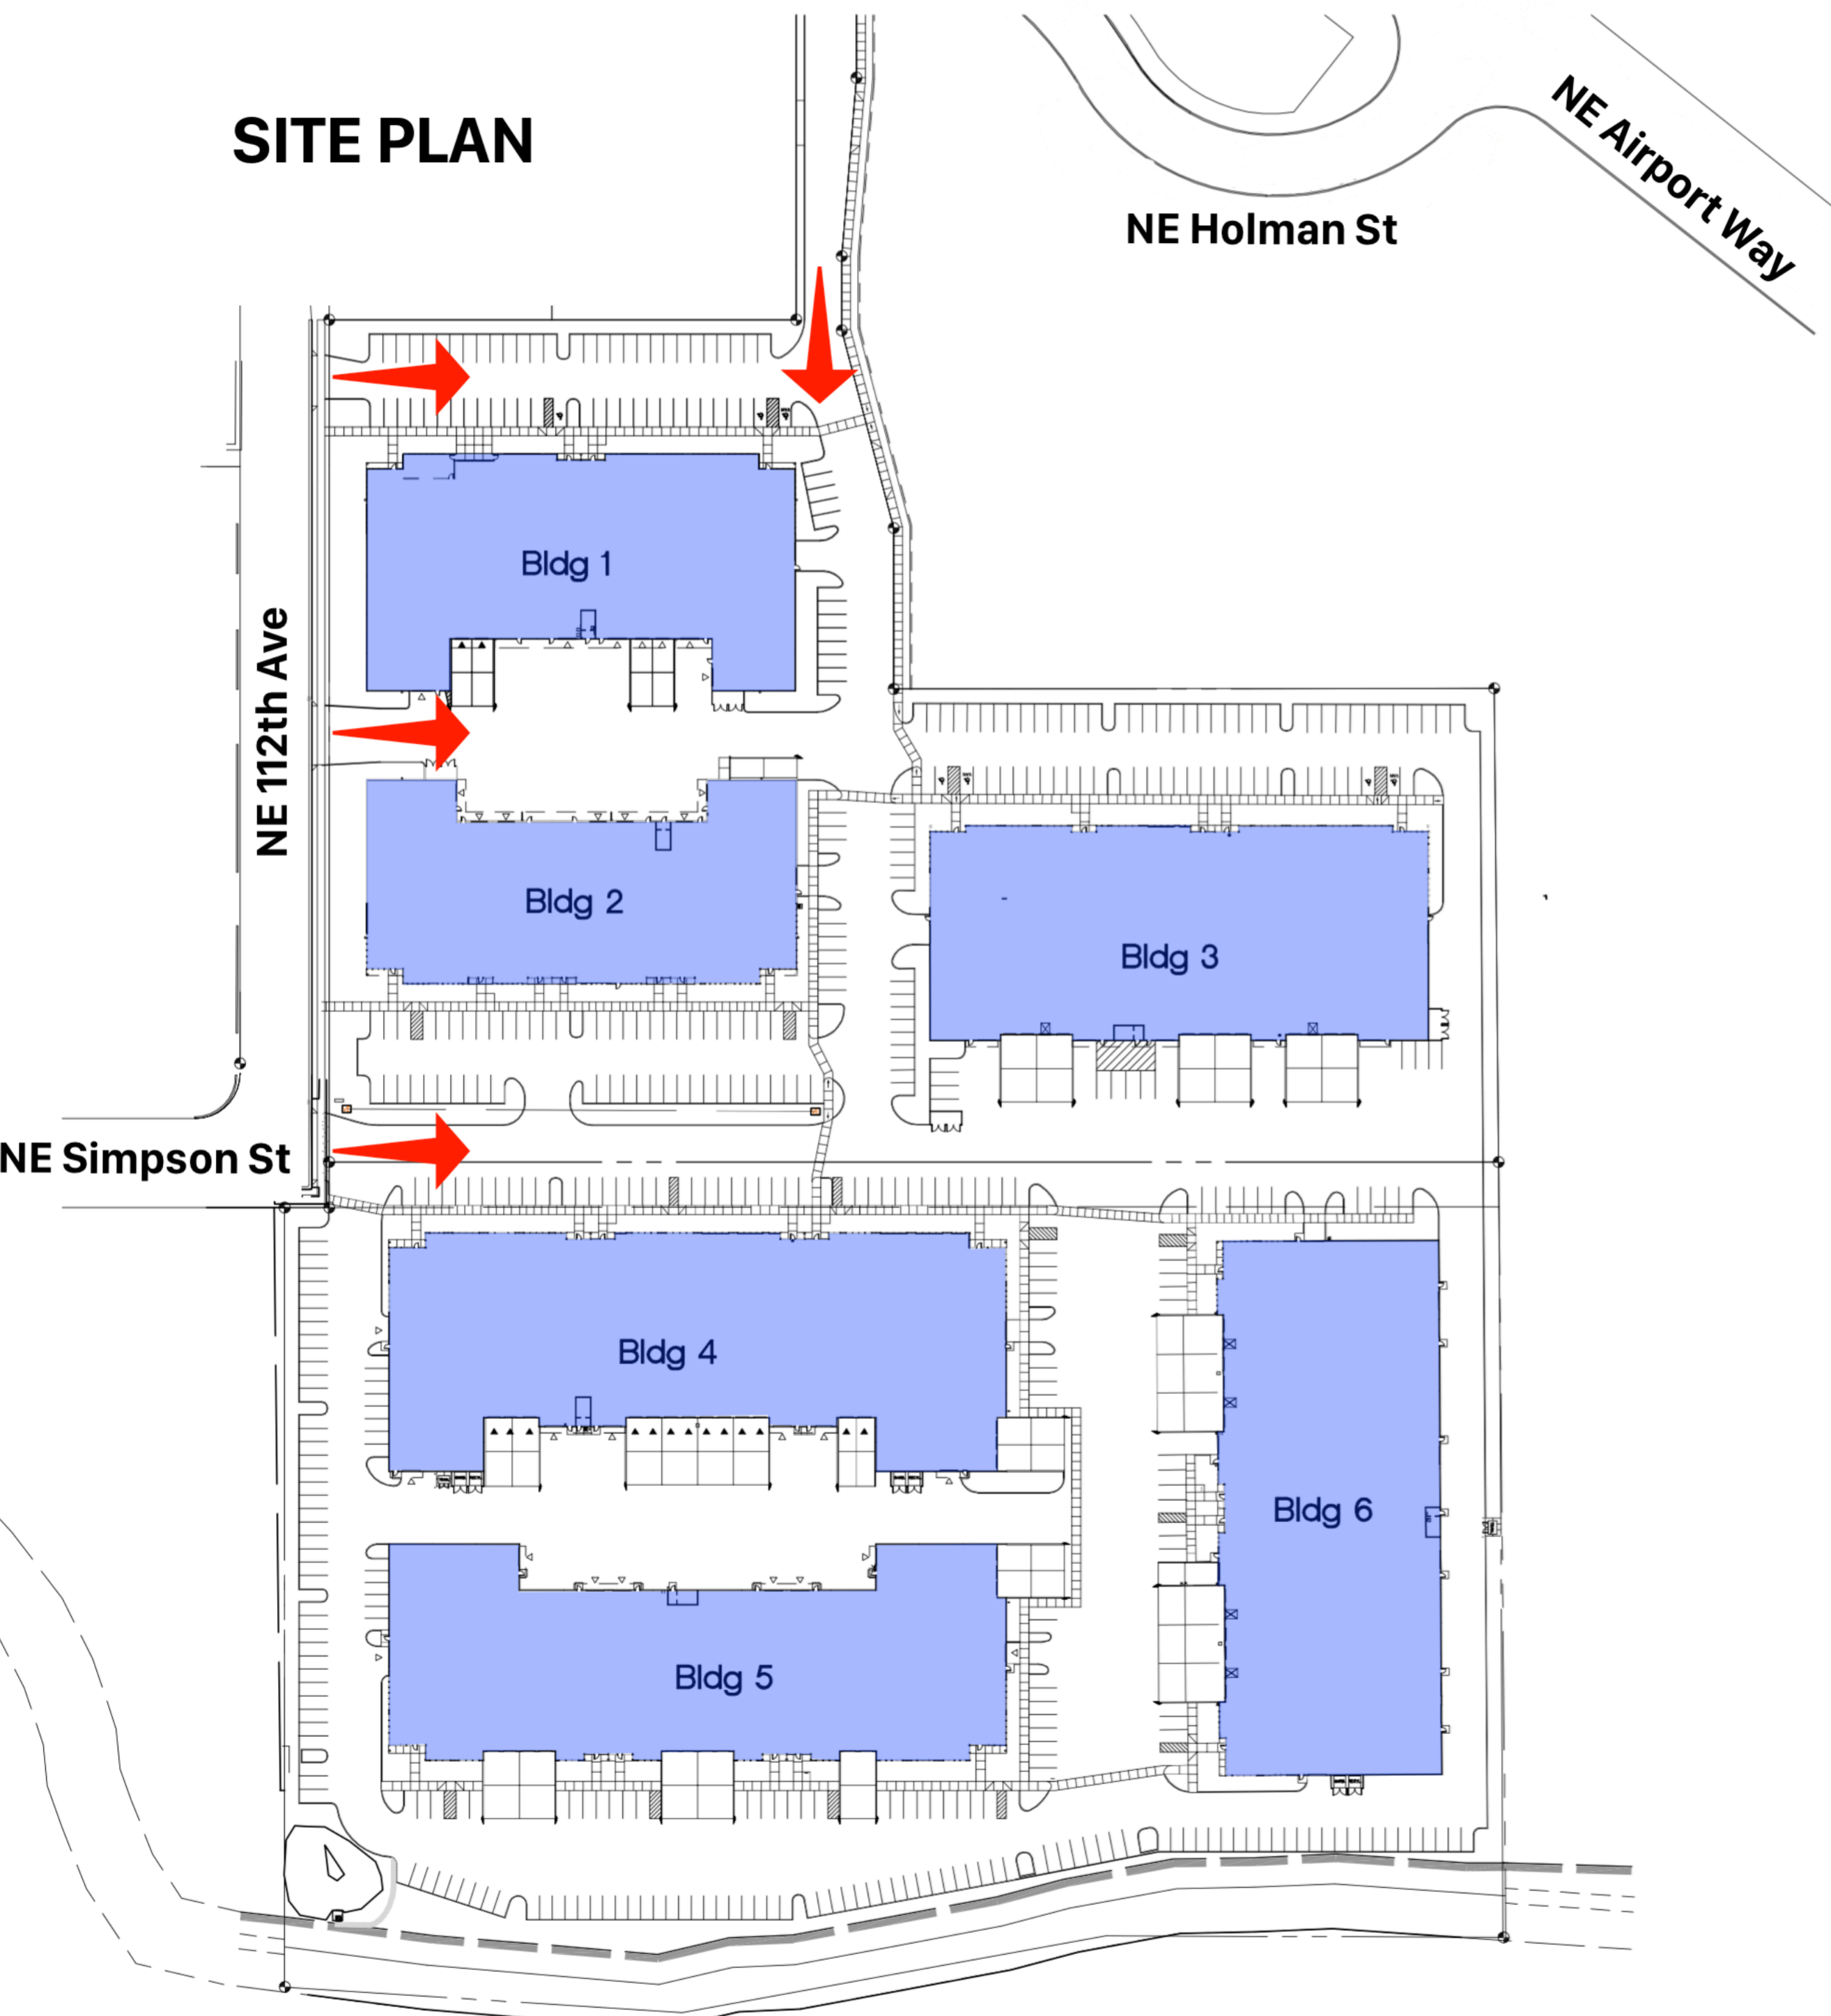 SITE PLAN
NE Airport Way
NE Holman St
Bldg 1
NE 112th Ave
Bldg 2
Bldg 3
NE Simpson St
Bldg 4
Bldg 6
Bldg 5